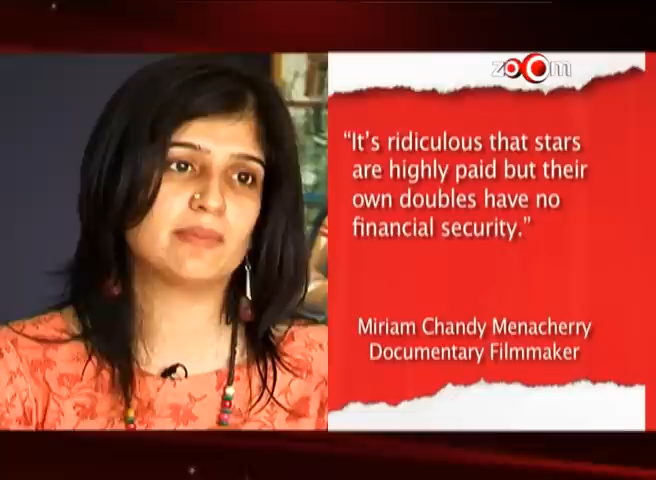 zoom
“It’s ridiculous that stars
are highly paid but their
own doubles have no
financial security.”
Miriam Chandy Menacherry
Documentary Filmmaker